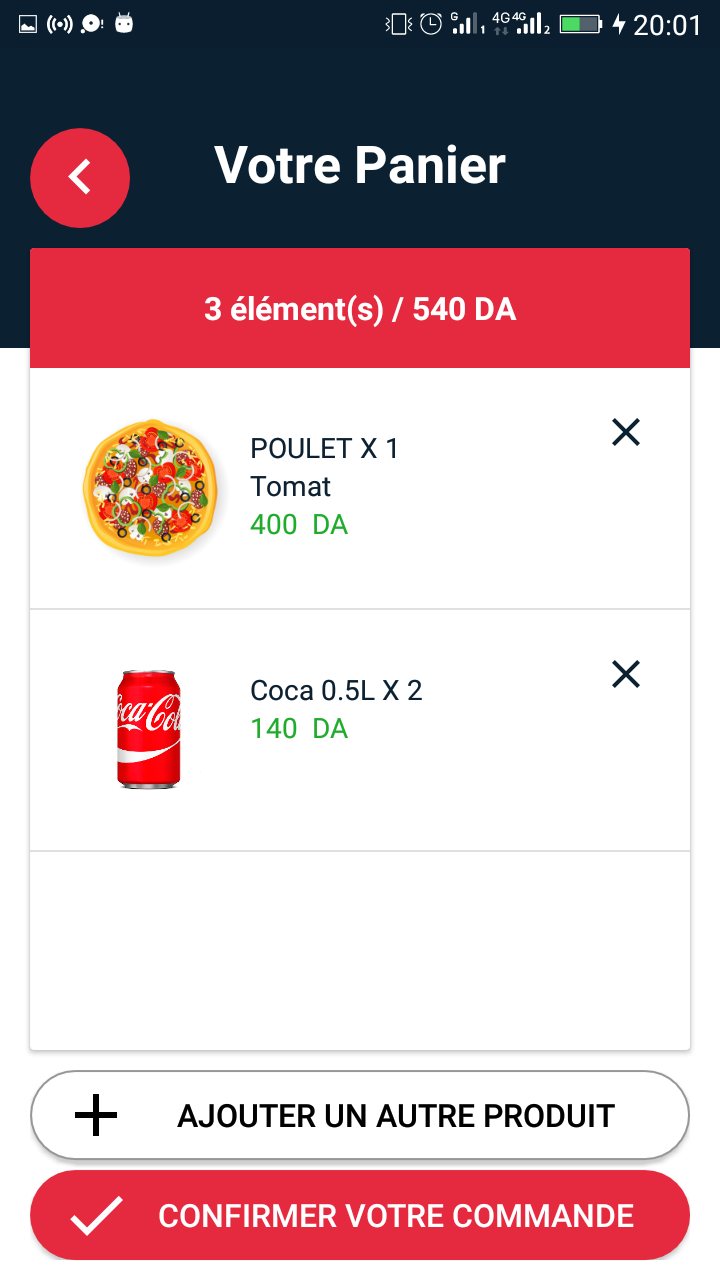 G 1 4G 4G 2 20:01
Votre Panier
3 élément(s) / 540 DA
POULET X 1
Tomat
400 DA
Coca 0.5L X 2
140 DA
AJOUTER UN AUTRE PRODUIT
CONFIRMER VOTRE COMMANDE